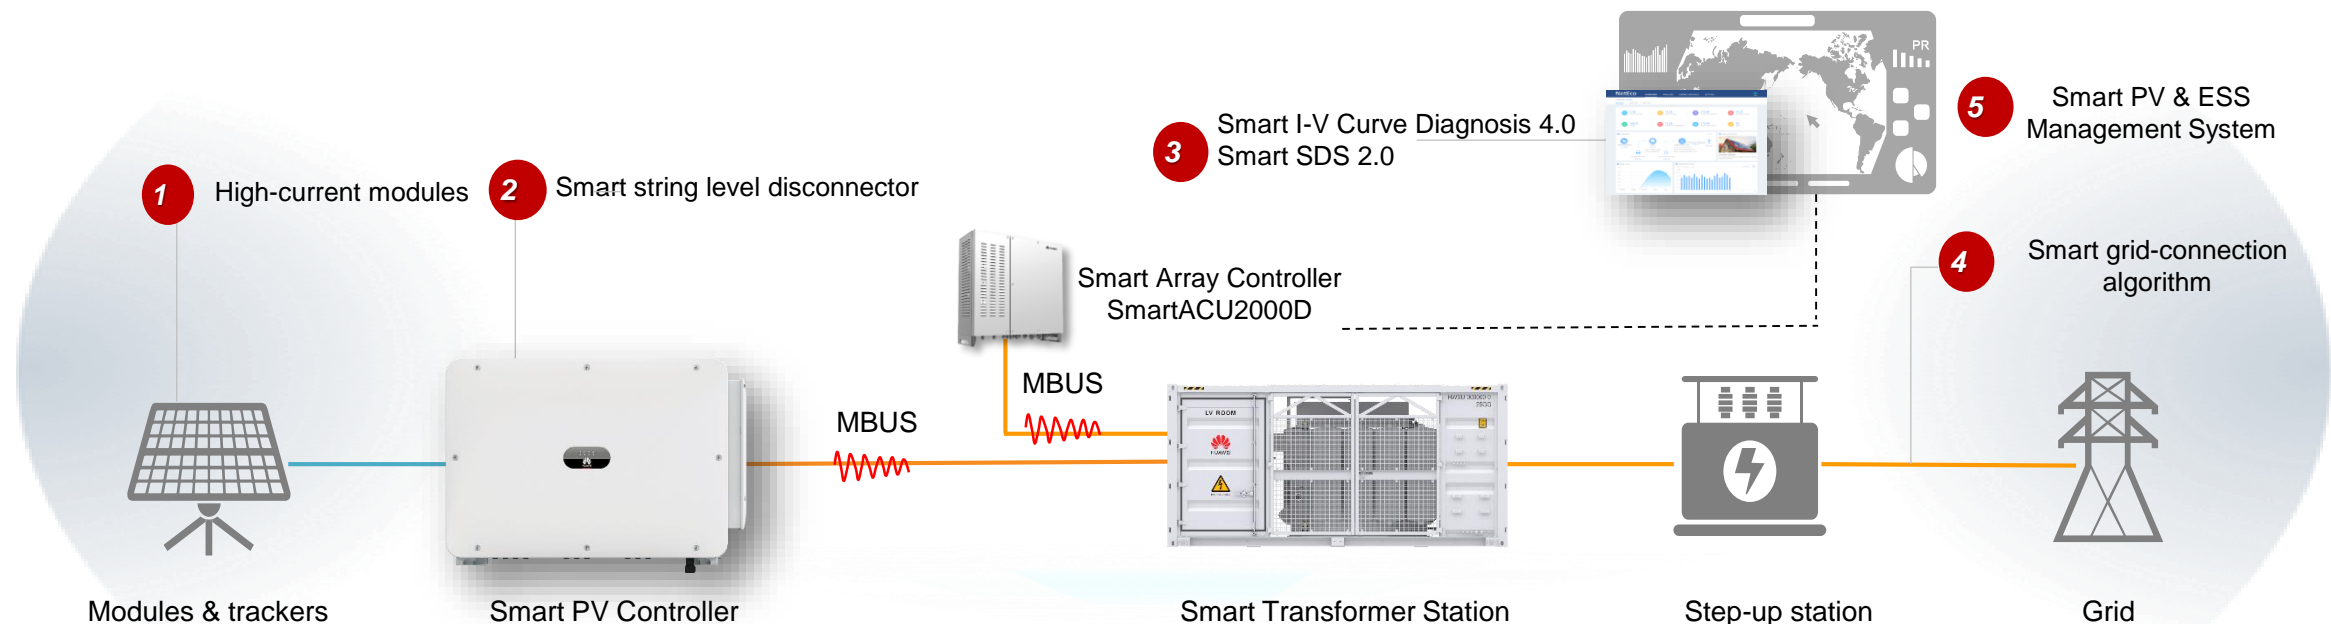 PR
NetEco
5
Smart PV & ESS
Management System
3
Smart I-V Curve Diagnosis 4.0
Smart SDS 2.0
1
High-current modules
2
Smart string level disconnector
4
Smart grid-connection
algorithm
Smart Array Controller
SmartACU2000D
MBUS
MBUS
LV ROOM
HUAWEI
Modules & trackers
Smart PV Controller
Smart Transformer Station
Step-up station
Grid